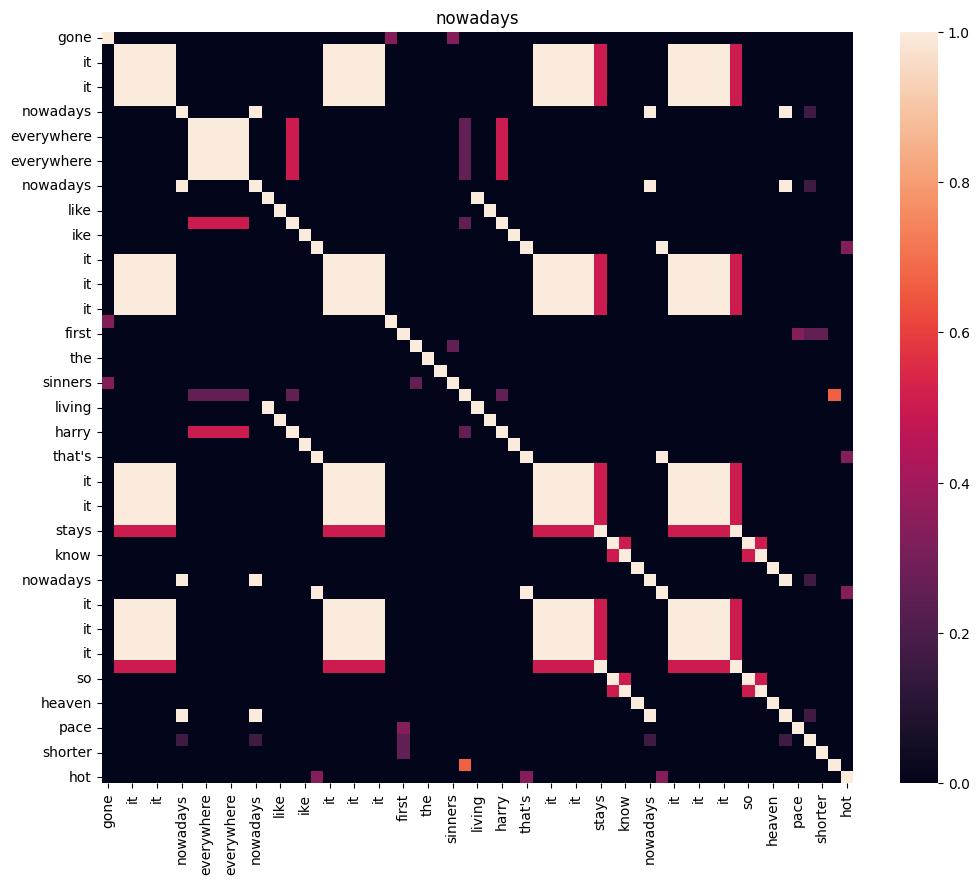 nowadays
gone
it
it
nowadays
everywhere
everywhere
nowadays
like
ike
it
it
it
first
the
sinners
living
harry
that's
it
it
stays
know
nowadays
it
it
it
so
heaven
pace
shorter
hot
gone
it
it
nowadays
everywhere
everywhere
nowadays
like
ike
it
it
it
first
the
sinners
living
harry
that's
it
it
stays
know
nowadays
it
it
it
so
heaven
pace
shorter
hot
1.0
0.8
0.6
0.4
0.2
0.0